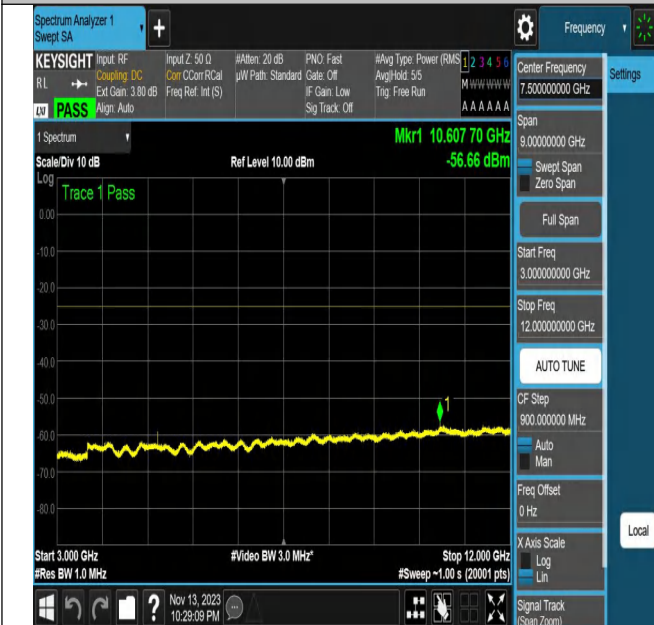 Spectrum Analyzer 1
Swept SA
+
Frequency
KEYSIGHT
RL
LXI
PASS
Input: RF
Coupling: DC
Ext Gain: 3.80 dB
Align: Auto
Input Z: 50 Ω
Corr CCorr RCal
Freq Ref: Int (S)
#Atten: 20 dB
µW Path: Standard
PNO: Fast
Gate: Off
IF Gain: Low
Sig Track: Off
#Avg Type: Power (RMS
Avg|Hold: 5/5
Trig: Free Run
1 2 3 4 5 6
M W W W W W
A A A A A A
Center Frequency
7.500000000 GHz
Settings
Span
9.00000000 GHz
Swept Span
Zero Span
Full Span
Start Freq
3.000000000 GHz
Stop Freq
12.000000000 GHz
AUTO TUNE
CF Step
900.000000 MHz
Auto
Man
Freq Offset
0 Hz
X Axis Scale
Log
Lin
Local
Signal Track
(Span Zoom)
1 Spectrum
Scale/Div 10 dB
Ref Level 10.00 dBm
Mkr1 10.607 70 GHz
-56.66 dBm
Log
Trace 1 Pass
0.00
-10.0
-20.0
-30.0
-40.0
-50.0
-60.0
-70.0
-80.0
1
Start 3.000 GHz
#Res BW 1.0 MHz
#Video BW 3.0 MHz*
Stop 12.000 GHz
#Sweep ~1.00 s (20001 pts)
?
Nov 13, 2023
10:29:09 PM